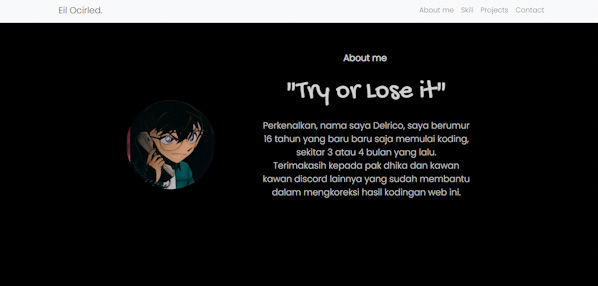 Eil Ocirled.
About me Skill Projects Contact
About me
"Try or Lose it"
Perkenalkan, nama saya Delrico, saya berumur
16 tahun yang baru baru saja memulai koding,
sekitar 3 atau 4 bulan yang lalu.
Terimakasih kepada pak dhika dan kawan
kawan discord lainnya yang sudah membantu
dalam mengkoreksi hasil kodingan web ini.